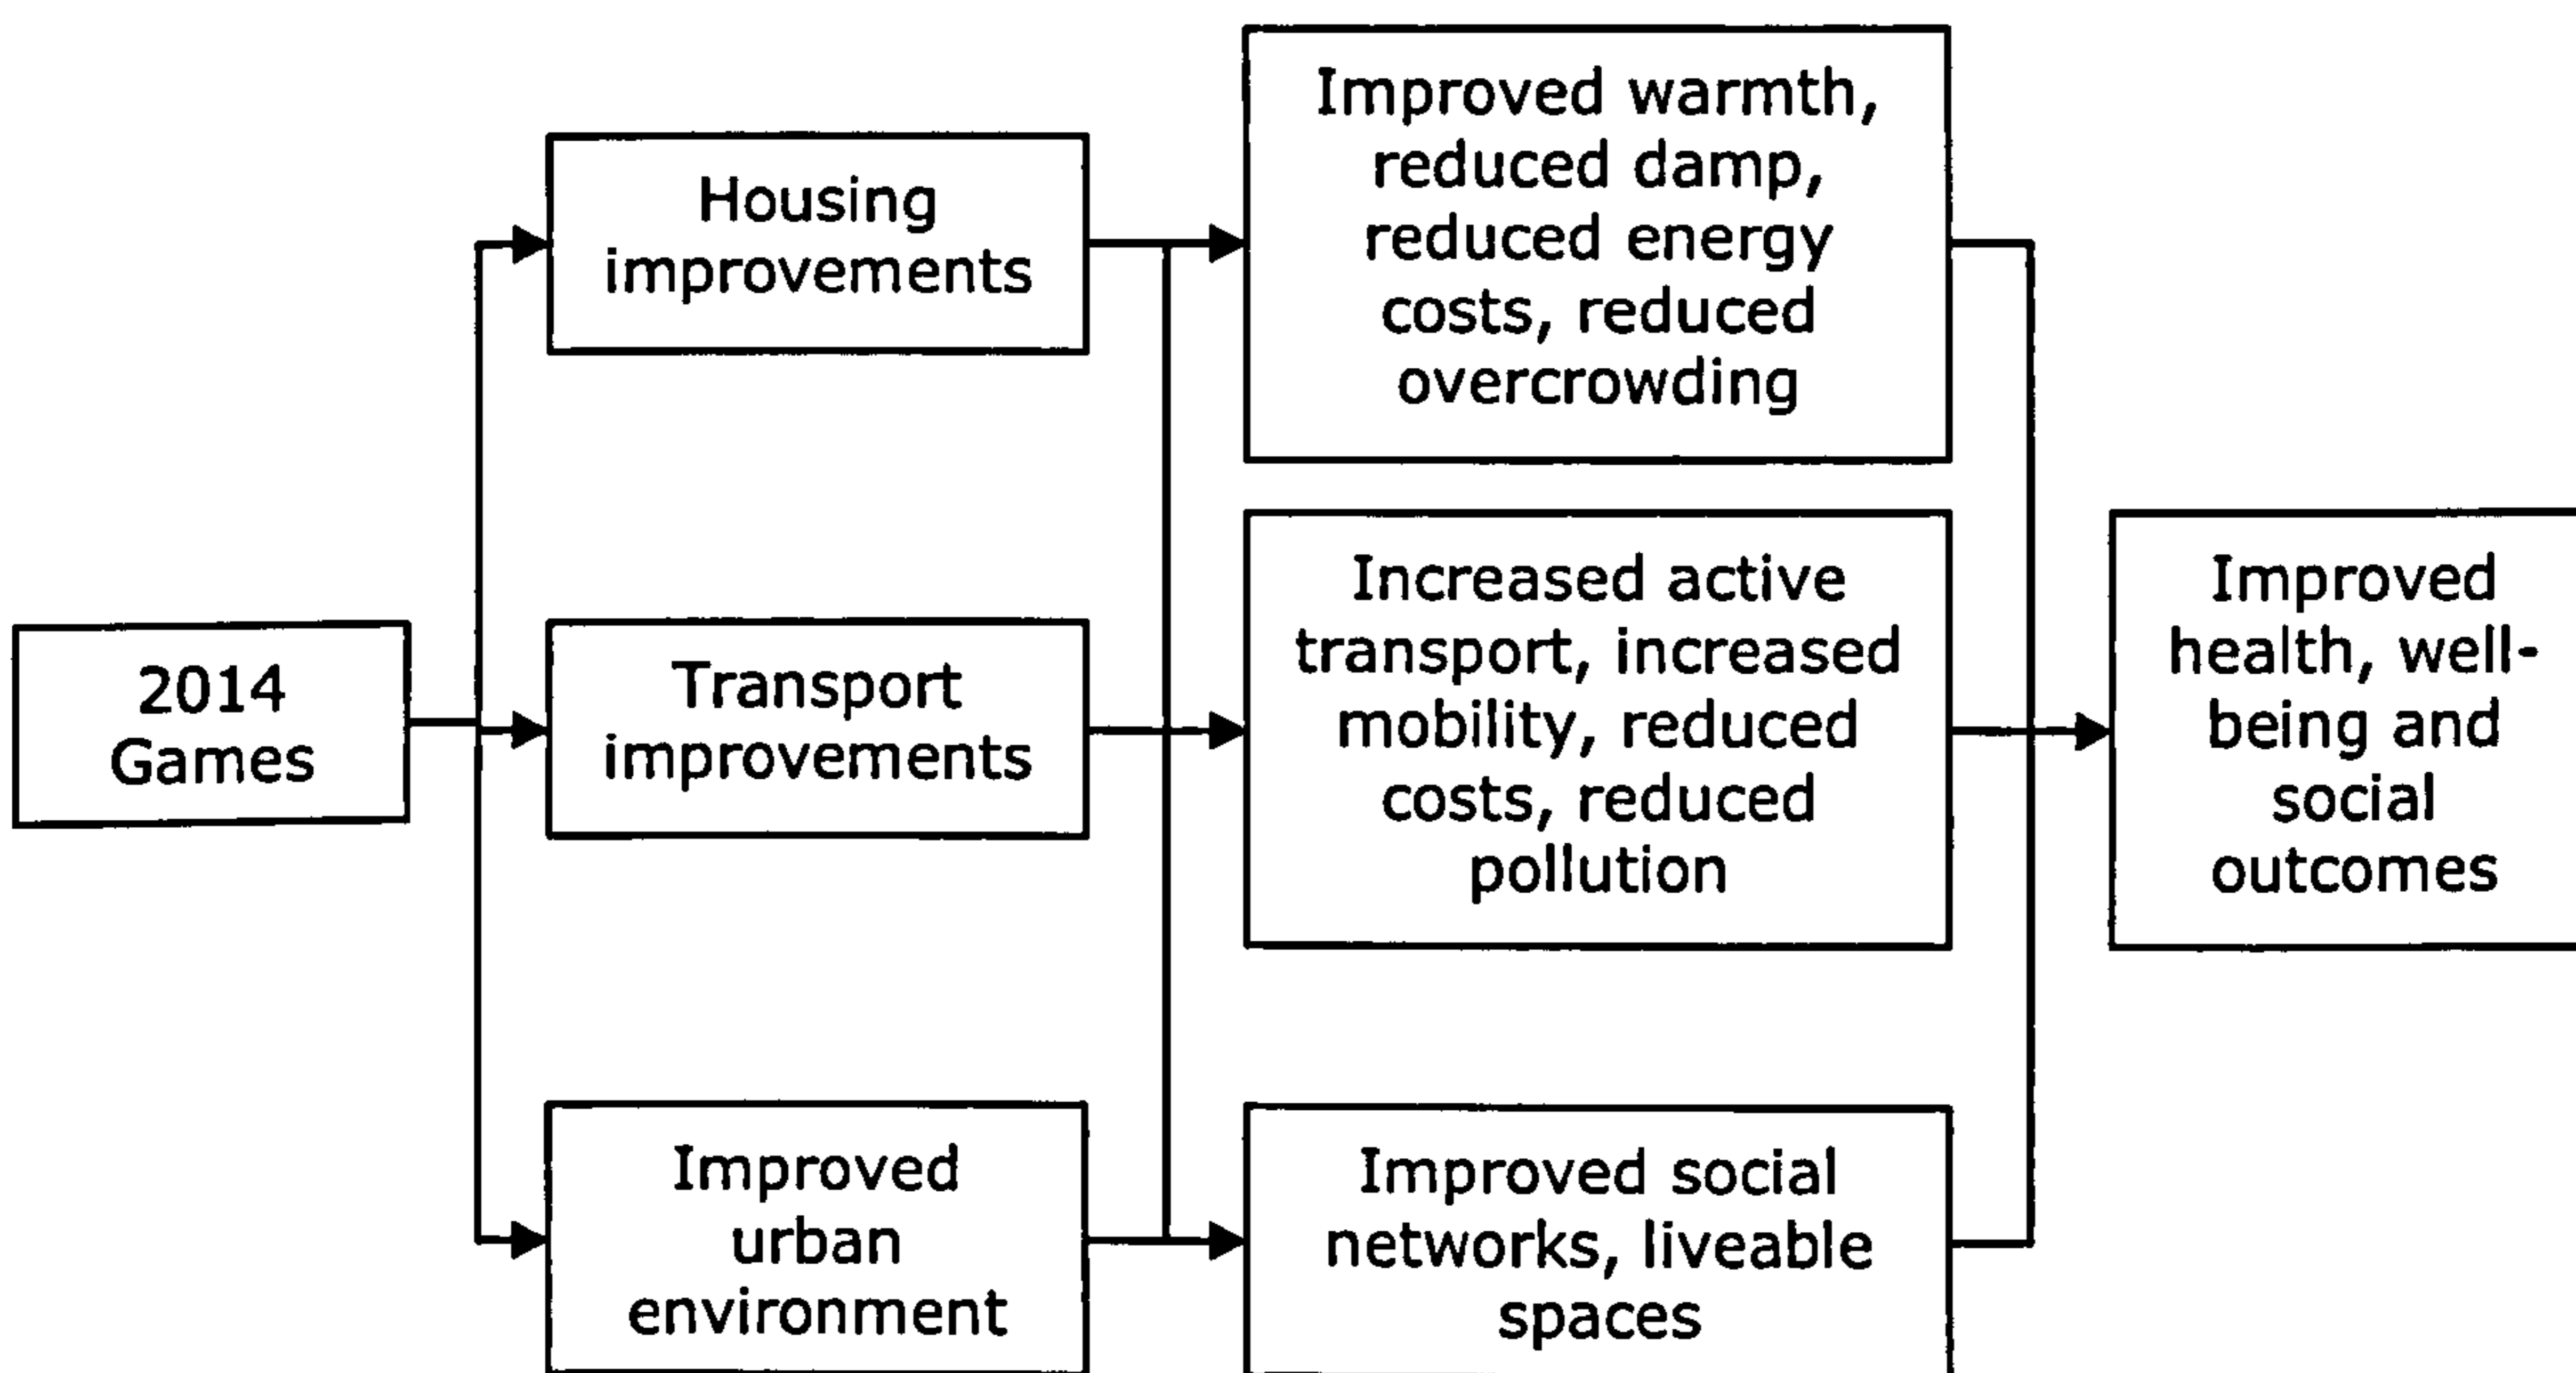 2014
Games
Housing
improvements
Transport
improvements
Improved
urban
environment
Improved warmth,
reduced damp,
reduced energy
costs, reduced
overcrowding
Increased active
transport, increased
mobility, reduced
costs, reduced
pollution
Improved social
networks, liveable
spaces
Improved
health, well-
being and
social
outcomes